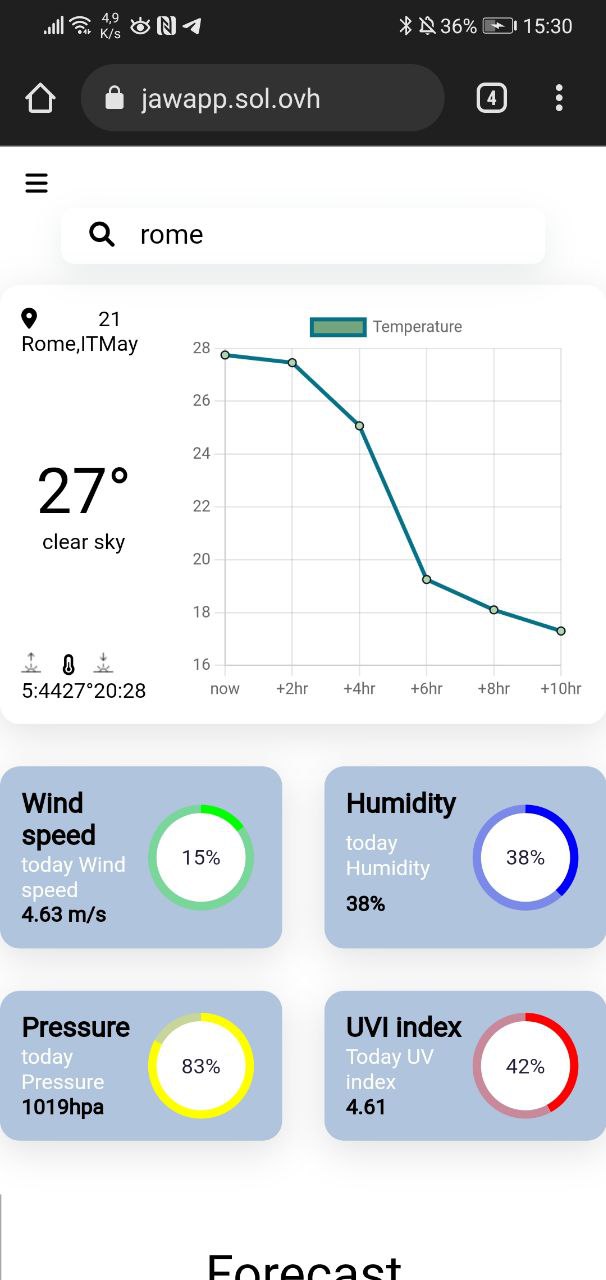 4,9
K/s
36% 15:30
jawapp.sol.ovh
4
rome
21
Rome,ITMay
27°
clear sky
5:4427°20:28
Temperature
28
26
24
22
20
18
16
now +2hr +4hr +6hr +8hr +10hr
Wind
speed
today Wind
speed
4.63 m/s
15%
Humidity
today
Humidity
38%
38%
Pressure
today
Pressure
1019hpa
83%
UVI index
Today UV
index
4.61
42%
Forecast